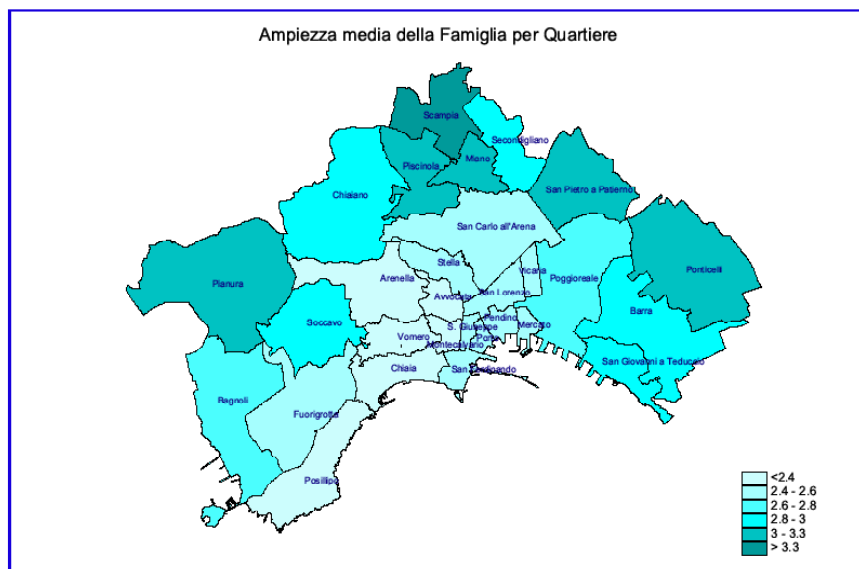 Ampiezza media della Famiglia per Quartiere
Scampia
Secondigliano
Piscinola
Miano
Chiaiano
San Pietro a Patierno
San Carlo all'Arena
Stella
Vicaria
Poggioreale
Ponticelli
Pianura
Arenella
Avvocata
San Lorenzo
Barra
Soccavo
Pendino
S. Giuseppe
Mercato
Vomero
Porto
Montecalvario
San Giovanni a Teduccio
Chiaia
San Ferdinando
Bagnoli
Fuorigrotta
Posillipo
<2.4
2.4 - 2.6
2.6 - 2.8
2.8 - 3
3 - 3.3
> 3.3